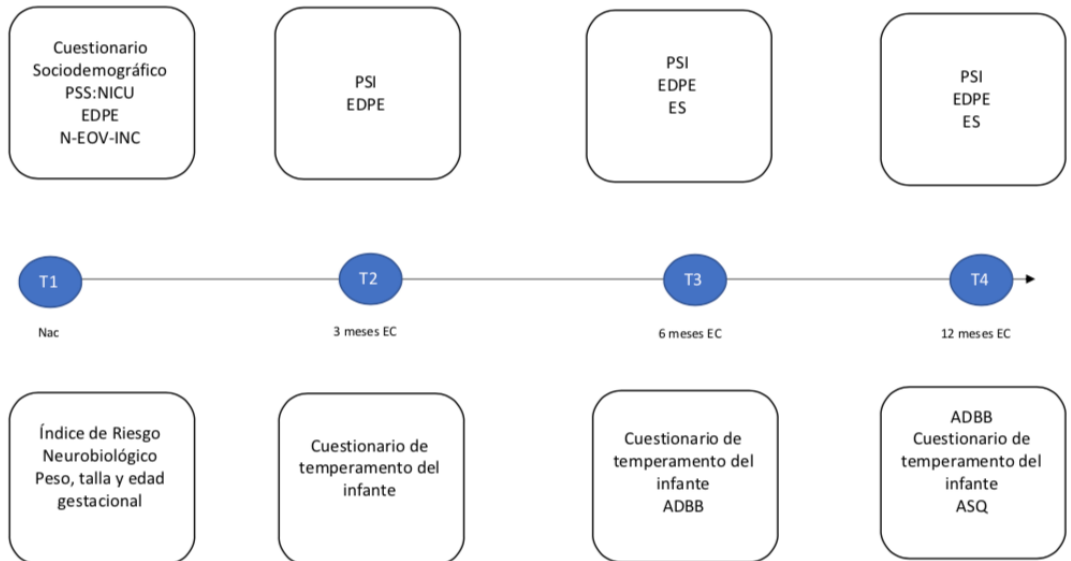 Cuestionario
Sociodemográfico
PSS:NICU
EDPE
N-EOV-INC
PSI
EDPE
PSI
EDPE
ES
PSI
EDPE
ES
T1
T2
T3
T4
Nac
3 meses EC
6 meses EC
12 meses EC
Índice de Riesgo
Neurobiológico
Peso, talla y edad
gestacional
Cuestionario de
temperamento del
infante
Cuestionario de
temperamento del
infante
ADBB
ADBB
Cuestionario de
temperamento del
infante
ASQ